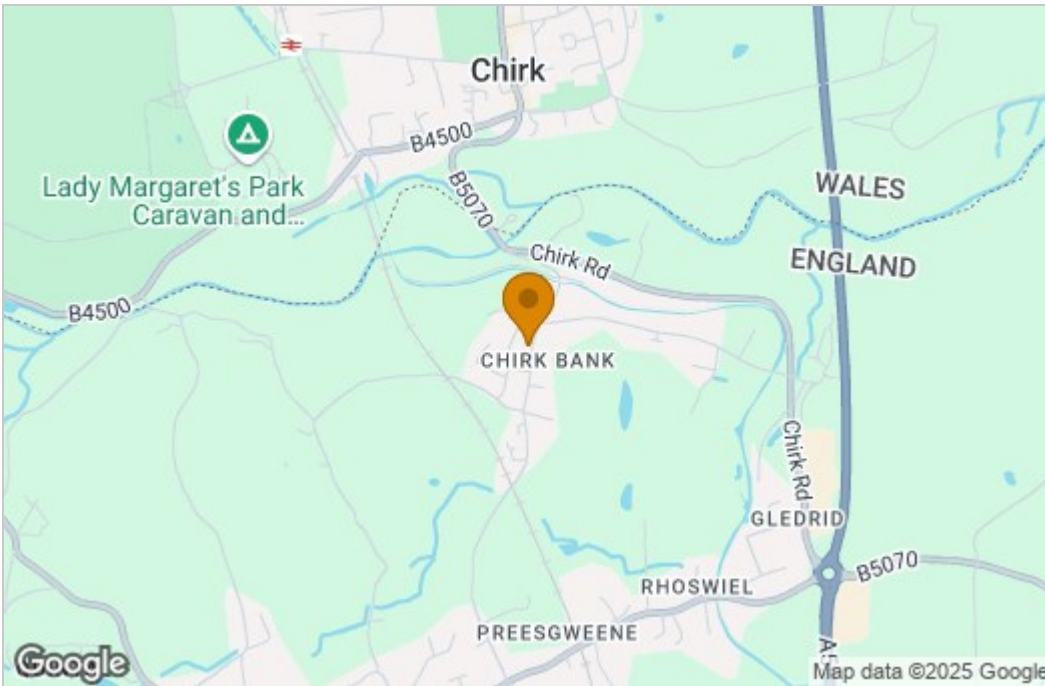 Chirk
B4500
Lady Margaret's Park
Caravan and...
B5070
WALES
Chirk Rd
ENGLAND
B4500
CHIRK BANK
Chirk Rd
GLEDRID
B5070
RHOSWIEL
PREESGWEENE
A5
Google
Map data ©2025 Google